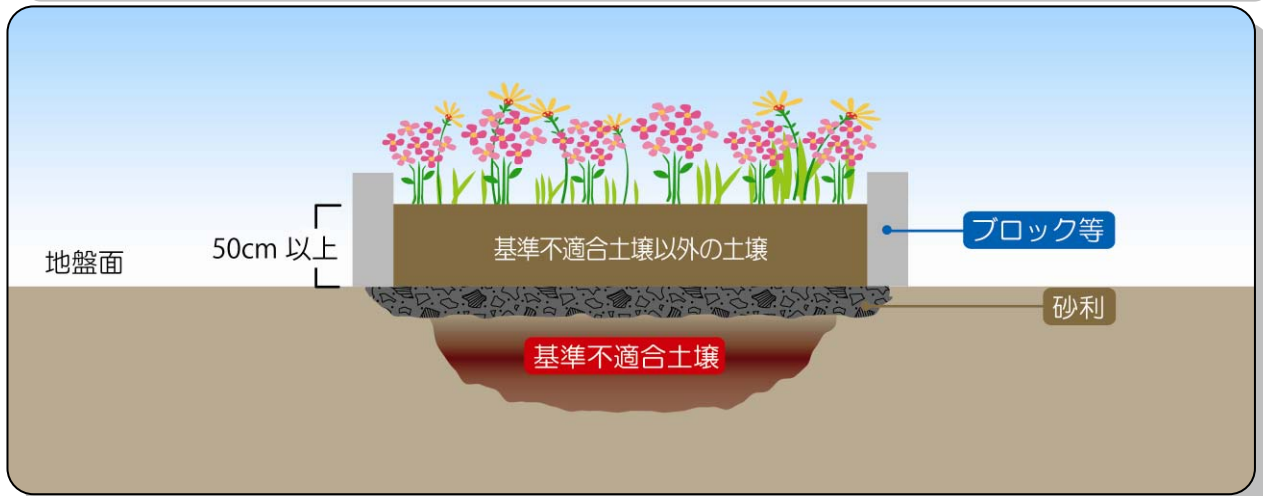 50cm 以上
基準不適合土壌以外の土壌
ブロック等
地盤面
砂利
基準不適合土壌